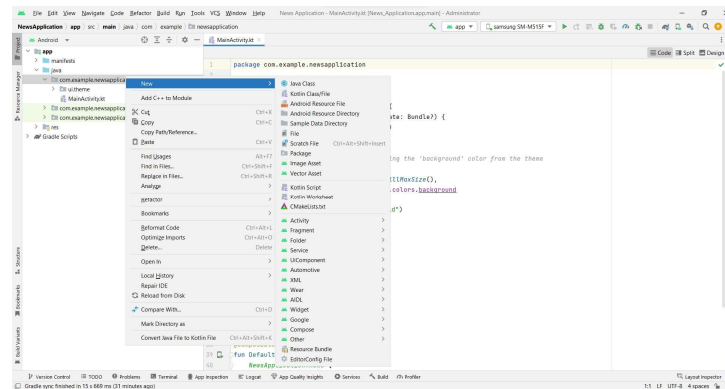 File Edit View Navigate Code Refactor Build Run Tools VCS Window Help News Application - MainActivity.kt [News_Application.app.main] - Administrator
NewsApplication app src main java com example newsapplication app samsung SM-M515F
Android MainActivity.kt
Code Split Design
Project
app
manifests
java
com.example.newsapplica
ui.theme
MainActivity.kt
com.example.newsapplica
com.example.newsapplica
res
Gradle Scripts
Resource Manager
Structure
Bookmarks
Build Variants
1 package com.example.newsapplication
New
Add C++ to Module
Cut Ctrl+X
Copy Ctrl+C
Copy Path/Reference...
Paste Ctrl+V
Find Usages Alt+F7
Find in Files... Ctrl+Shift+F
Replace in Files... Ctrl+Shift+R
Analyze
Refactor
Bookmarks
Reformat Code Ctrl+Alt+L
Optimize Imports Ctrl+Alt+O
Delete... Delete
Open In
Local History
Repair IDE
Reload from Disk
Compare With... Ctrl+D
Mark Directory as
Convert Java File to Kotlin File Ctrl+Alt+Shift+K
Java Class
Kotlin Class/File
Android Resource File
Android Resource Directory
Sample Data Directory
File
Scratch File Ctrl+Alt+Shift+Insert
Package
Image Asset
Vector Asset
Kotlin Script
Kotlin Worksheet
CMakeLists.txt
Activity
Fragment
Folder
Service
UiComponent
Automotive
XML
Wear
AIDL
Widget
Google
Compose
Other
Resource Bundle
EditorConfig File
{
ate: Bundle?) {
ing the 'background' color from the theme
illMaxSize(),
.colors.background
d")
39 fun Default
40
Version Control TODO Problems Terminal App Inspection Logcat App Quality Insights Services Build Profiler Layout Inspector
Gradle sync finished in 15 s 669 ms (31 minutes ago) 1:1 LF UTF-8 4 spaces